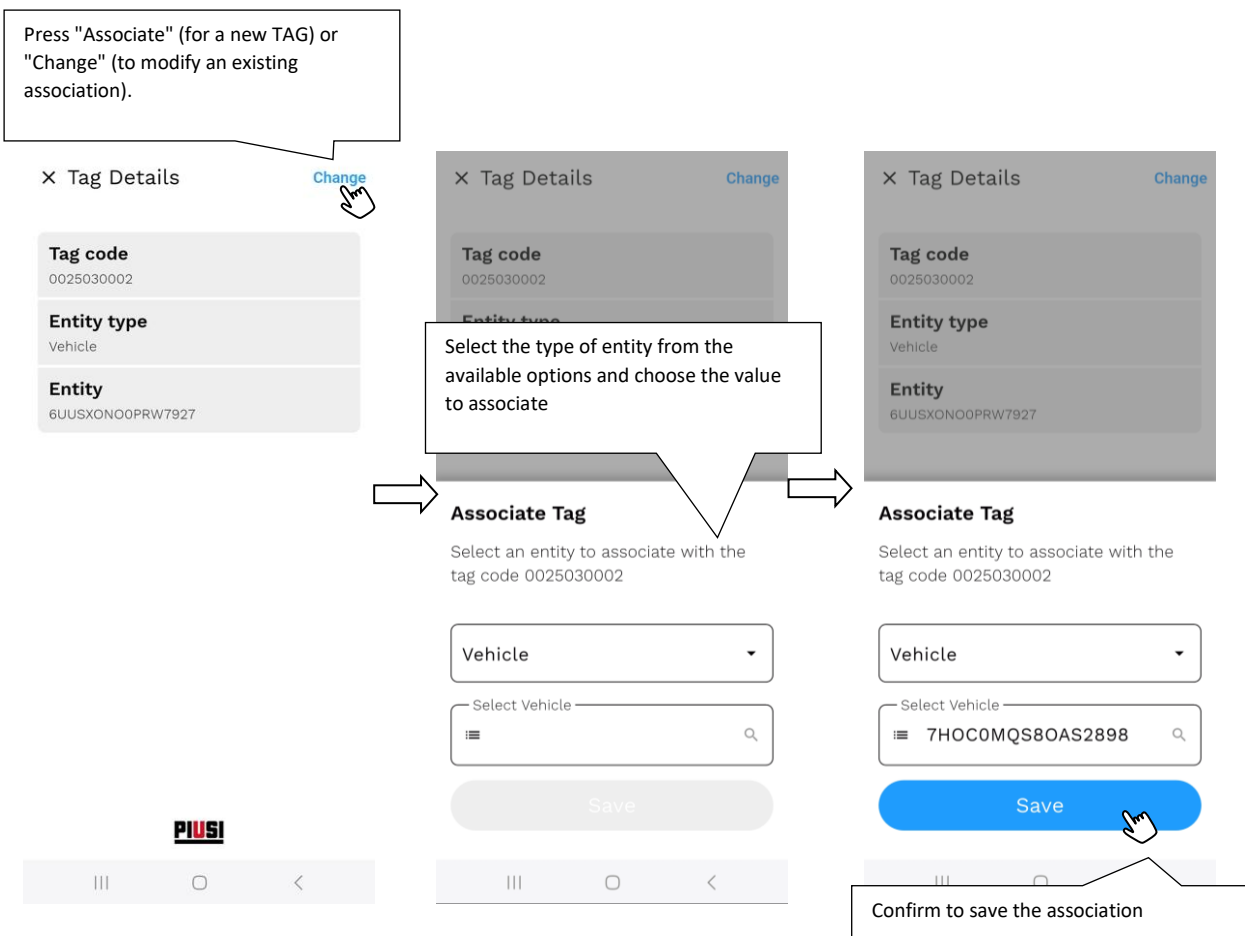 Press "Associate" (for a new TAG) or
"Change" (to modify an existing
association).
× Tag Details
Change
Tag code
0025030002
Entity type
Vehicle
Entity
6UUSXONO0PRW7927
PIUSI
× Tag Details
Change
Tag code
0025030002
Entity type
Select the type of entity from the
available options and choose the value
to associate
Associate Tag
Select an entity to associate with the
tag code 0025030002
Vehicle
Select Vehicle
Save
× Tag Details
Change
Tag code
0025030002
Entity type
Vehicle
Entity
6UUSXONO0PRW7927
Associate Tag
Select an entity to associate with the
tag code 0025030002
Vehicle
Select Vehicle
7HOC0MQS8OAS2898
Save
Confirm to save the association